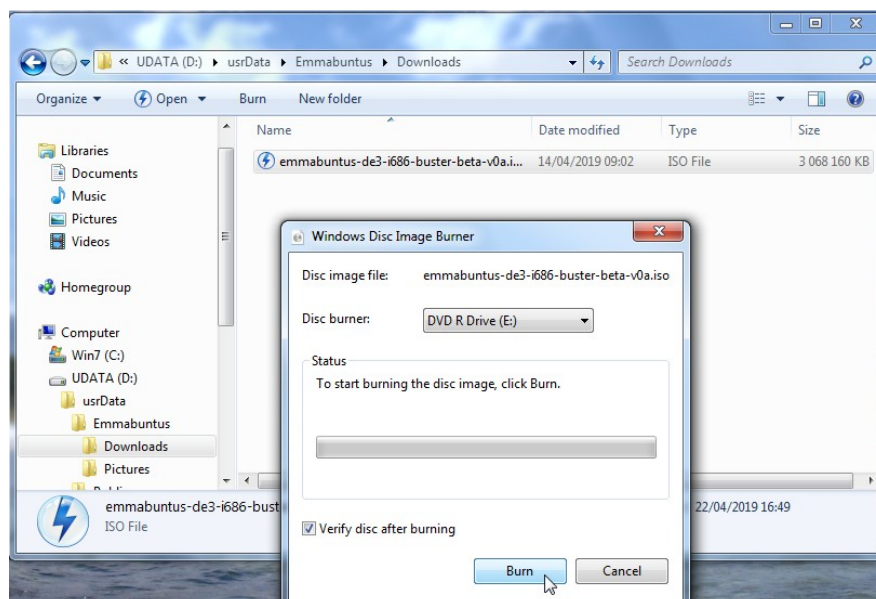 « UDATA (D:) ▸ usrData ▸ Emmabuntus ▸ Downloads
Search Downloads
Organize Open Burn New folder
Name Date modified Type Size
emmabuntus-de3-i686-buster-beta-v0a.i... 14/04/2019 09:02 ISO File 3 068 160 KB
Libraries
Documents
Music
Pictures
Videos
Homegroup
Computer
Win7 (C:)
UDATA (D:)
usrData
Emmabuntus
Downloads
Pictures
Windows Disc Image Burner
Disc image file: emmabuntus-de3-i686-buster-beta-v0a.iso
Disc burner: DVD R Drive (E:)
Status
To start burning the disc image, click Burn.
Verify disc after burning
Burn Cancel
emmabuntus-de3-i686-bust
22/04/2019 16:49
ISO File